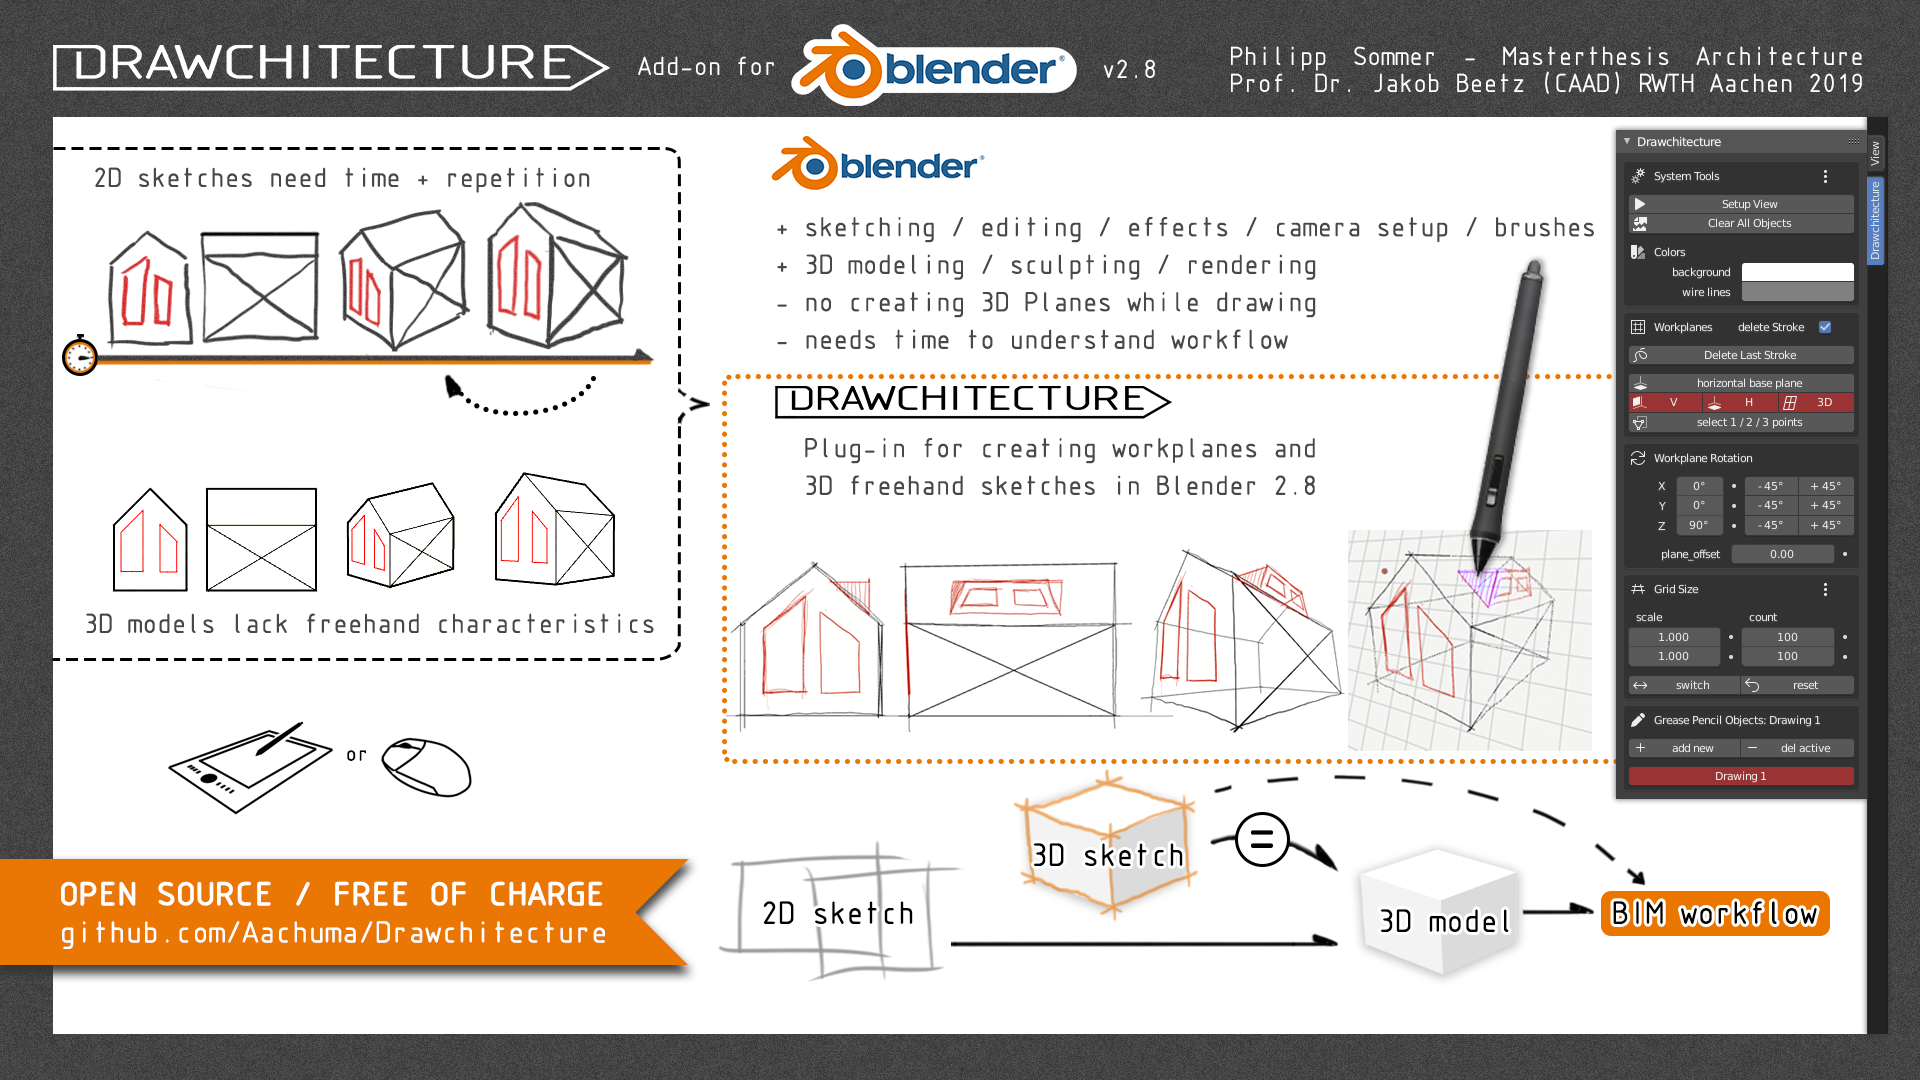 DRAWCHITECTURE
Add-on for
blender
v2.8
Philipp Sommer - Masterthesis Architecture
Prof. Dr. Jakob Beetz (CAAD) RWTH Aachen 2019
2D sketches need time + repetition
3D models lack freehand characteristics
or
OPEN SOURCE / FREE OF CHARGE
github.com/Aachuma/Drawchitecture
blender
+ sketching / editing / effects / camera setup / brushes
+ 3D modeling / sculpting / rendering
- no creating 3D Planes while drawing
- needs time to understand workflow
DRAWCHITECTURE
Plug-in for creating workplanes and
3D freehand sketches in Blender 2.8
2D sketch
3D sketch
=
3D model
BIM workflow
Drawchitecture
System Tools
Setup View
Clear All Objects
Colors
background
wire lines
Workplanes delete Stroke
Delete Last Stroke
horizontal base plane
V H 3D
select 1 / 2 / 3 points
Workplane Rotation
X 0° -45° +45°
Y 0° -45° +45°
Z 90° -45° +45°
plane_offset 0.00
Grid Size
scale count
1.000 100
1.000 100
switch reset
Grease Pencil Objects: Drawing 1
add new del active
Drawing 1
View
Drawchitecture